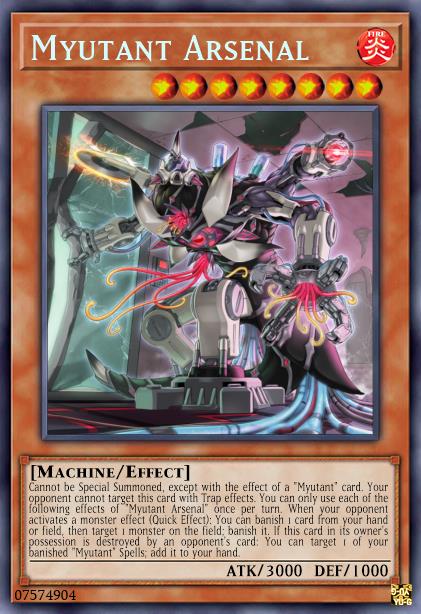 Myutant Arsenal
FIRE
炎
[Machine/Effect]
Cannot be Special Summoned, except with the effect of a "Myutant" card. Your
opponent cannot target this card with Trap effects. You can only use each of the
following effects of "Myutant Arsenal" once per turn. When your opponent
activates a monster effect (Quick Effect): You can banish 1 card from your hand
or field, then target 1 monster on the field; banish it. If this card in its owner's
possession is destroyed by an opponent's card: You can target 1 of your
banished "Myutant" Spells; add it to your hand.
ATK/3000 DEF/1000
07574904